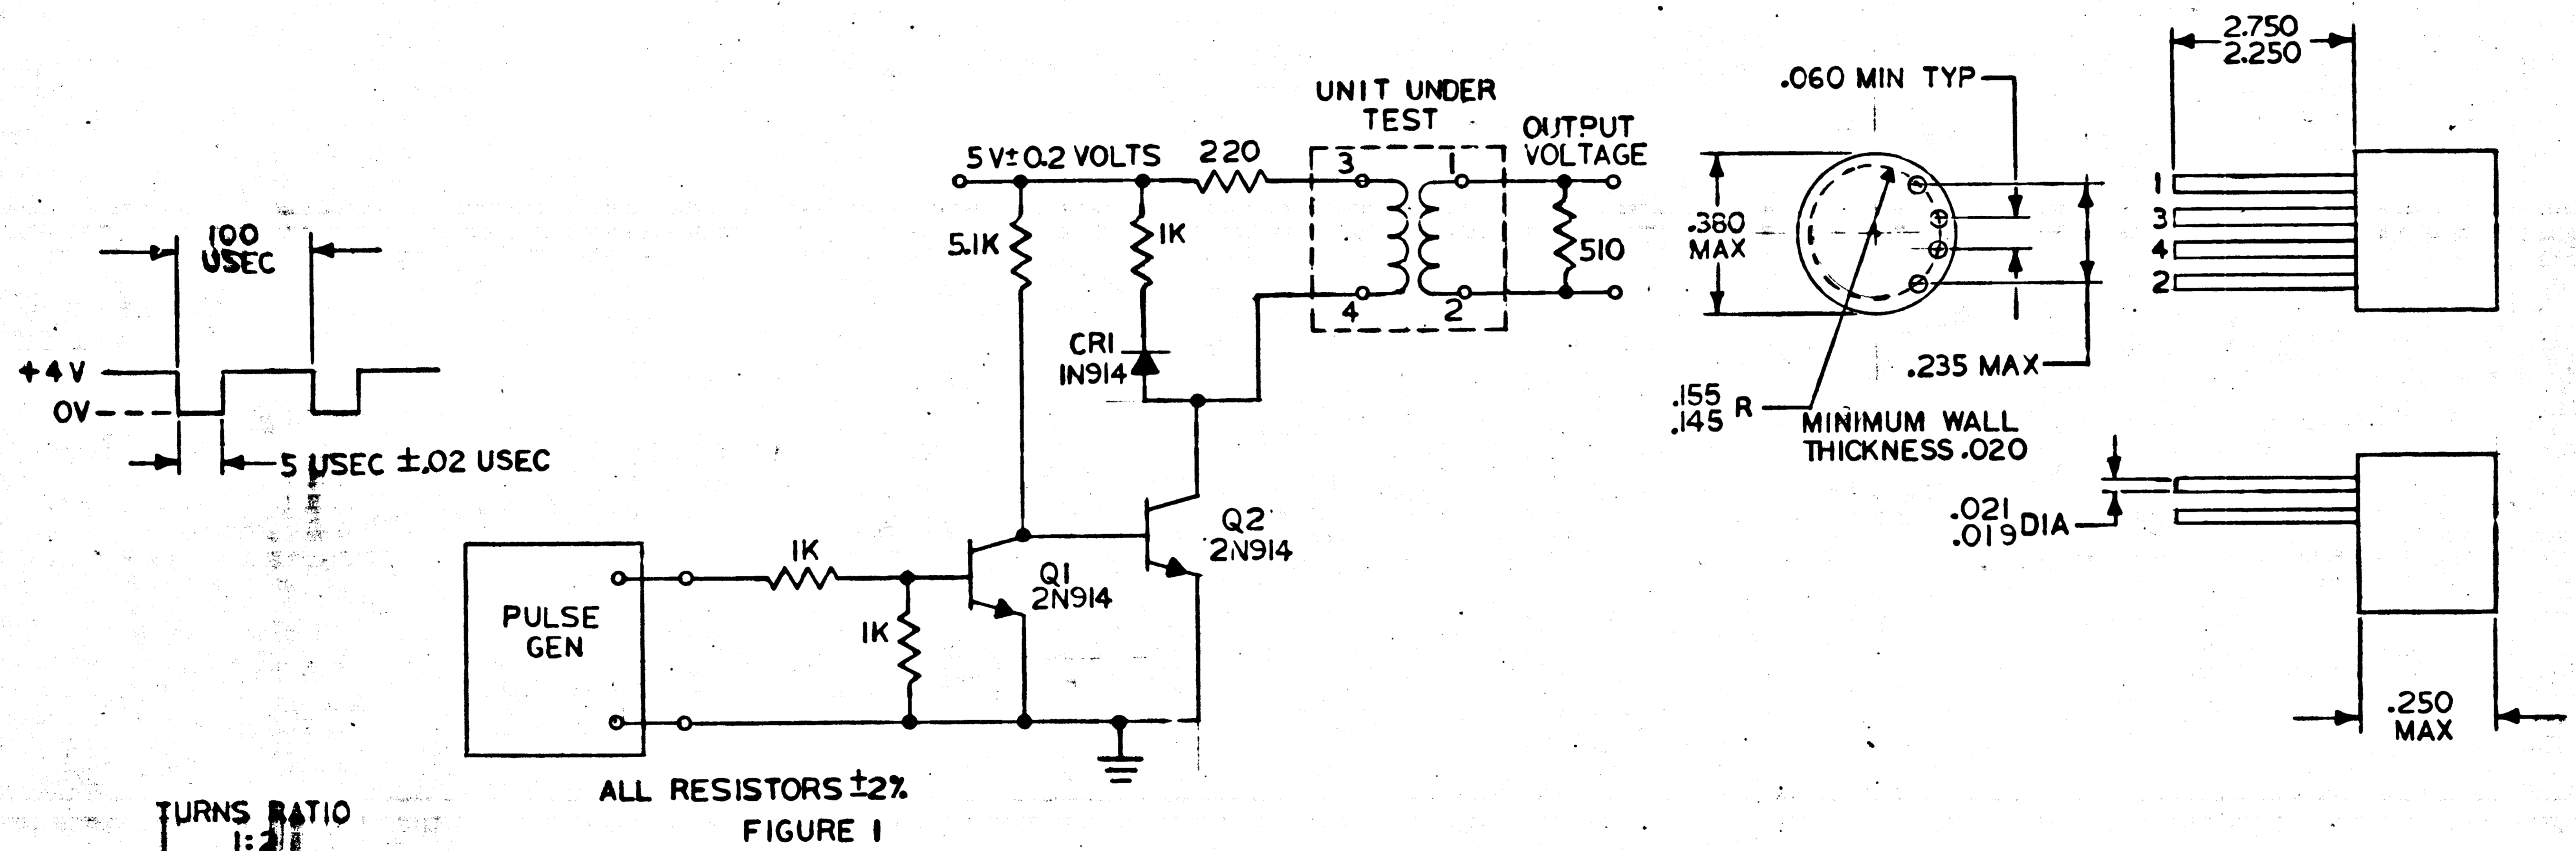 100
USEC
+4V
0V
5 USEC ±.02 USEC
TURNS RATIO
1:2
PULSE
GEN
1K
1K
Q1
2N914
Q2
2N914
5.1K
1K
CR1
1N914
5V±0.2 VOLTS
220
UNIT UNDER
TEST
3
1
4
2
OUTPUT
VOLTAGE
510
ALL RESISTORS ±2%
FIGURE 1
.060 MIN TYP
.380
MAX
.235 MAX
.155
.145 R
MINIMUM WALL
THICKNESS .020
2.750
2.250
1
3
4
2
.021
.019 DIA
.250
MAX